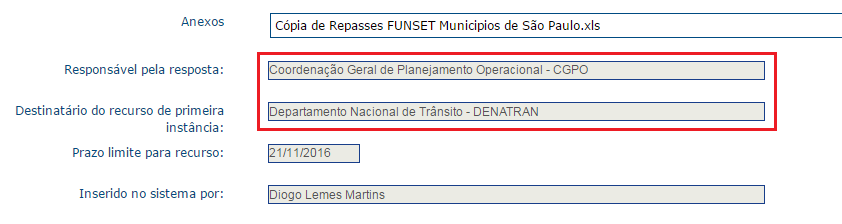 Anexos
Cópia de Repasses FUNSET Municipios de São Paulo.xls
Responsável pela resposta:
Coordenação Geral de Planejamento Operacional - CGPO
Destinatário do recurso de primeira
instância:
Departamento Nacional de Trânsito - DENATRAN
Prazo limite para recurso:
21/11/2016
Inserido no sistema por:
Diogo Lemes Martins